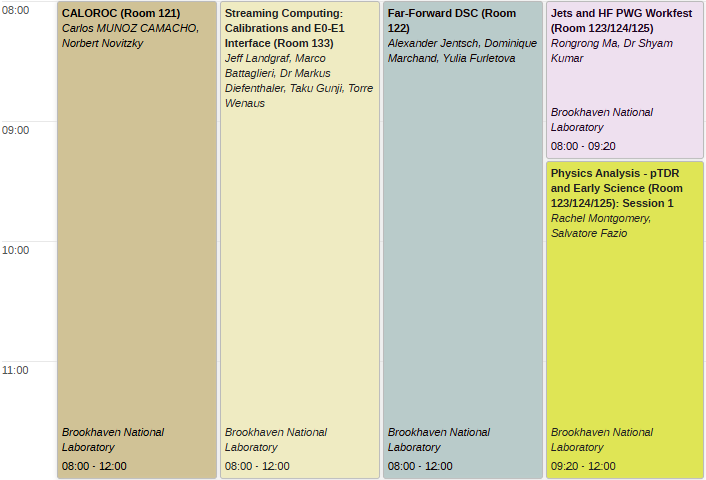 08:00
09:00
10:00
11:00
CALOROC (Room 121)
Carlos MUNOZ CAMACHO,
Norbert Novitzky
Brookhaven National
Laboratory
08:00 - 12:00
Streaming Computing:
Calibrations and E0-E1
Interface (Room 133)
Jeff Landgraf, Marco
Battaglieri, Dr Markus
Diefenthaler, Taku Gunji, Torre
Wenaus
Brookhaven National
Laboratory
08:00 - 12:00
Far-Forward DSC (Room
122)
Alexander Jentsch, Dominique
Marchand, Yulia Furletova
Brookhaven National
Laboratory
08:00 - 12:00
Jets and HF PWG Workfest
(Room 123/124/125)
Rongrong Ma, Dr Shyam
Kumar
Brookhaven National
Laboratory
08:00 - 09:20
Physics Analysis - pTDR
and Early Science (Room
123/124/125): Session 1
Rachel Montgomery,
Salvatore Fazio
Brookhaven National
Laboratory
09:20 - 12:00